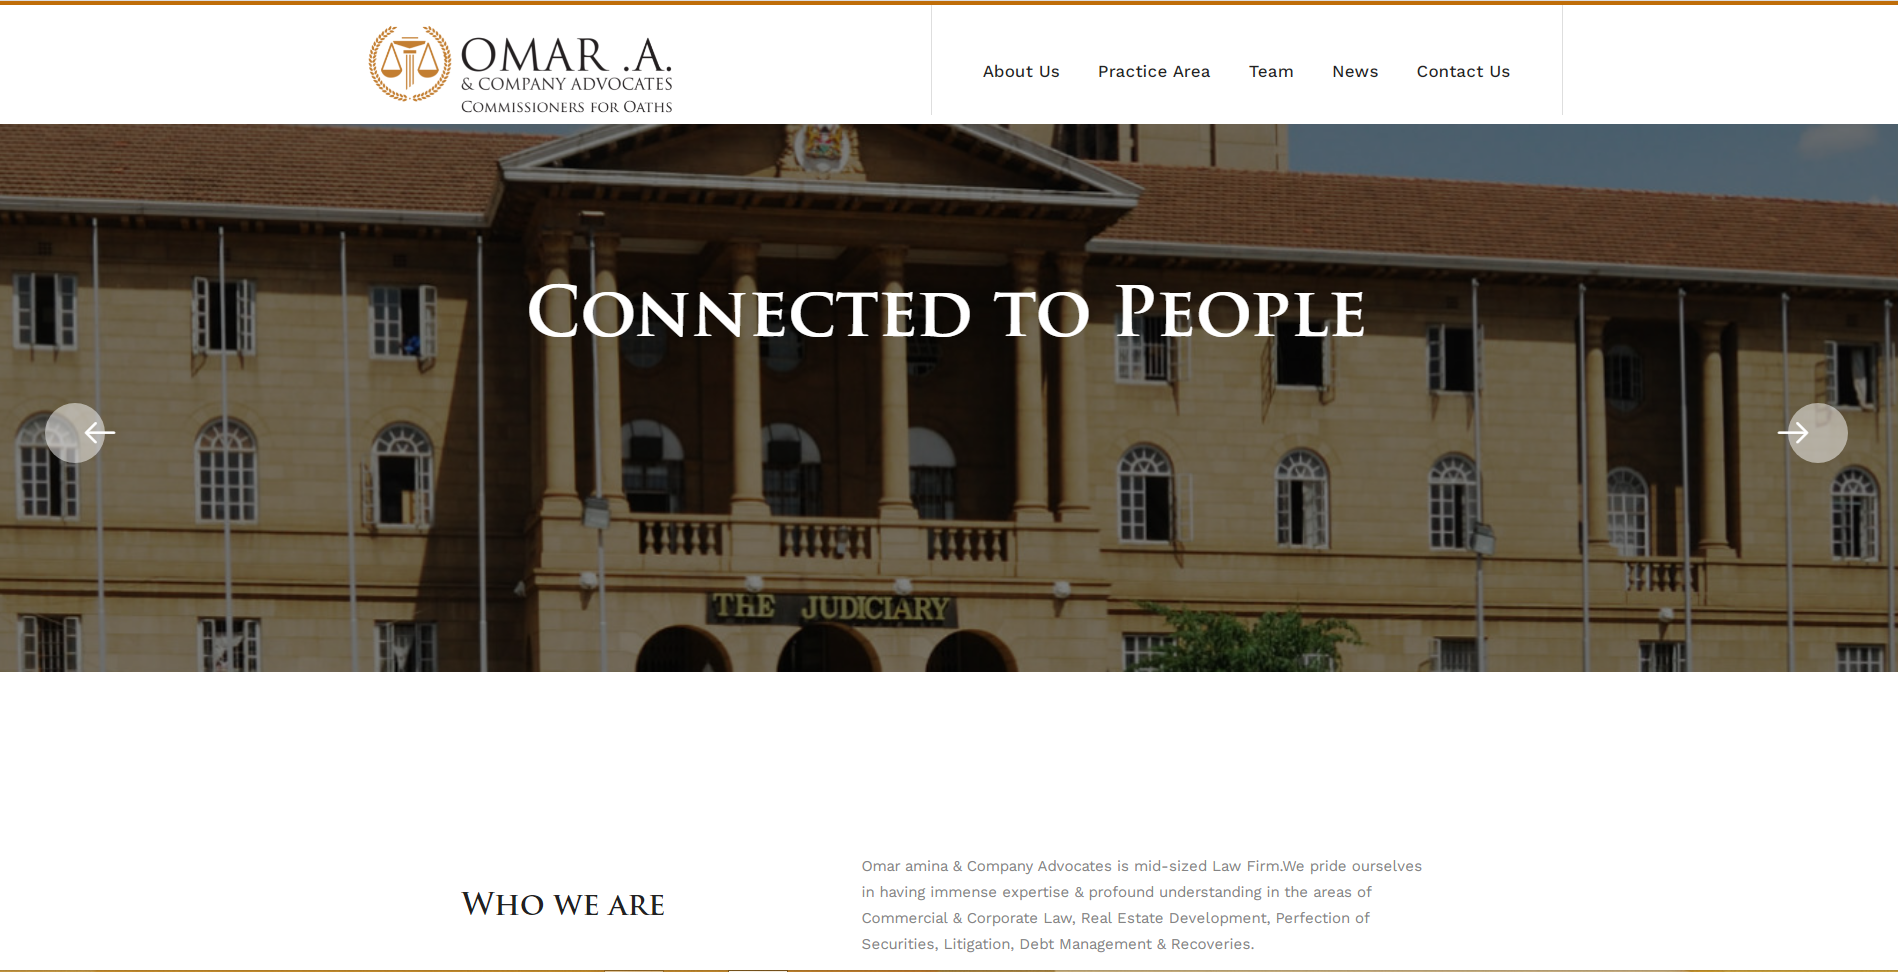 OMAR .A.
& COMPANY ADVOCATES
COMMISSIONERS FOR OATHS
About Us
Practice Area
Team
News
Contact Us
CONNECTED TO PEOPLE
THE JUDICIARY
WHO WE ARE
Omar amina & Company Advocates is mid-sized Law Firm.We pride ourselves
in having immense expertise & profound understanding in the areas of
Commercial & Corporate Law, Real Estate Development, Perfection of
Securities, Litigation, Debt Management & Recoveries.